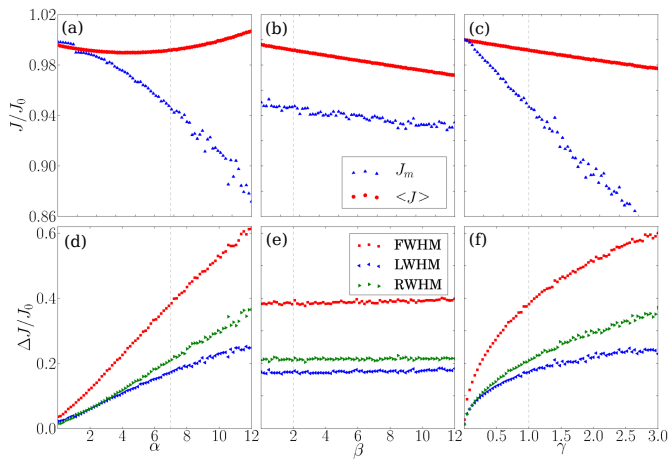 (a) (b) (c)
1.02
0.98
0.94
0.90
0.86
J/J₀
J_m
<J>
(d) (e) (f)
FWHM
LWHM
RWHM
0.6
0.4
0.2
0.0
ΔJ/J₀
2 4 6 8 10 12 2 4 6 8 10 12 0.5 1.0 1.5 2.0 2.5 3.0
α β γ